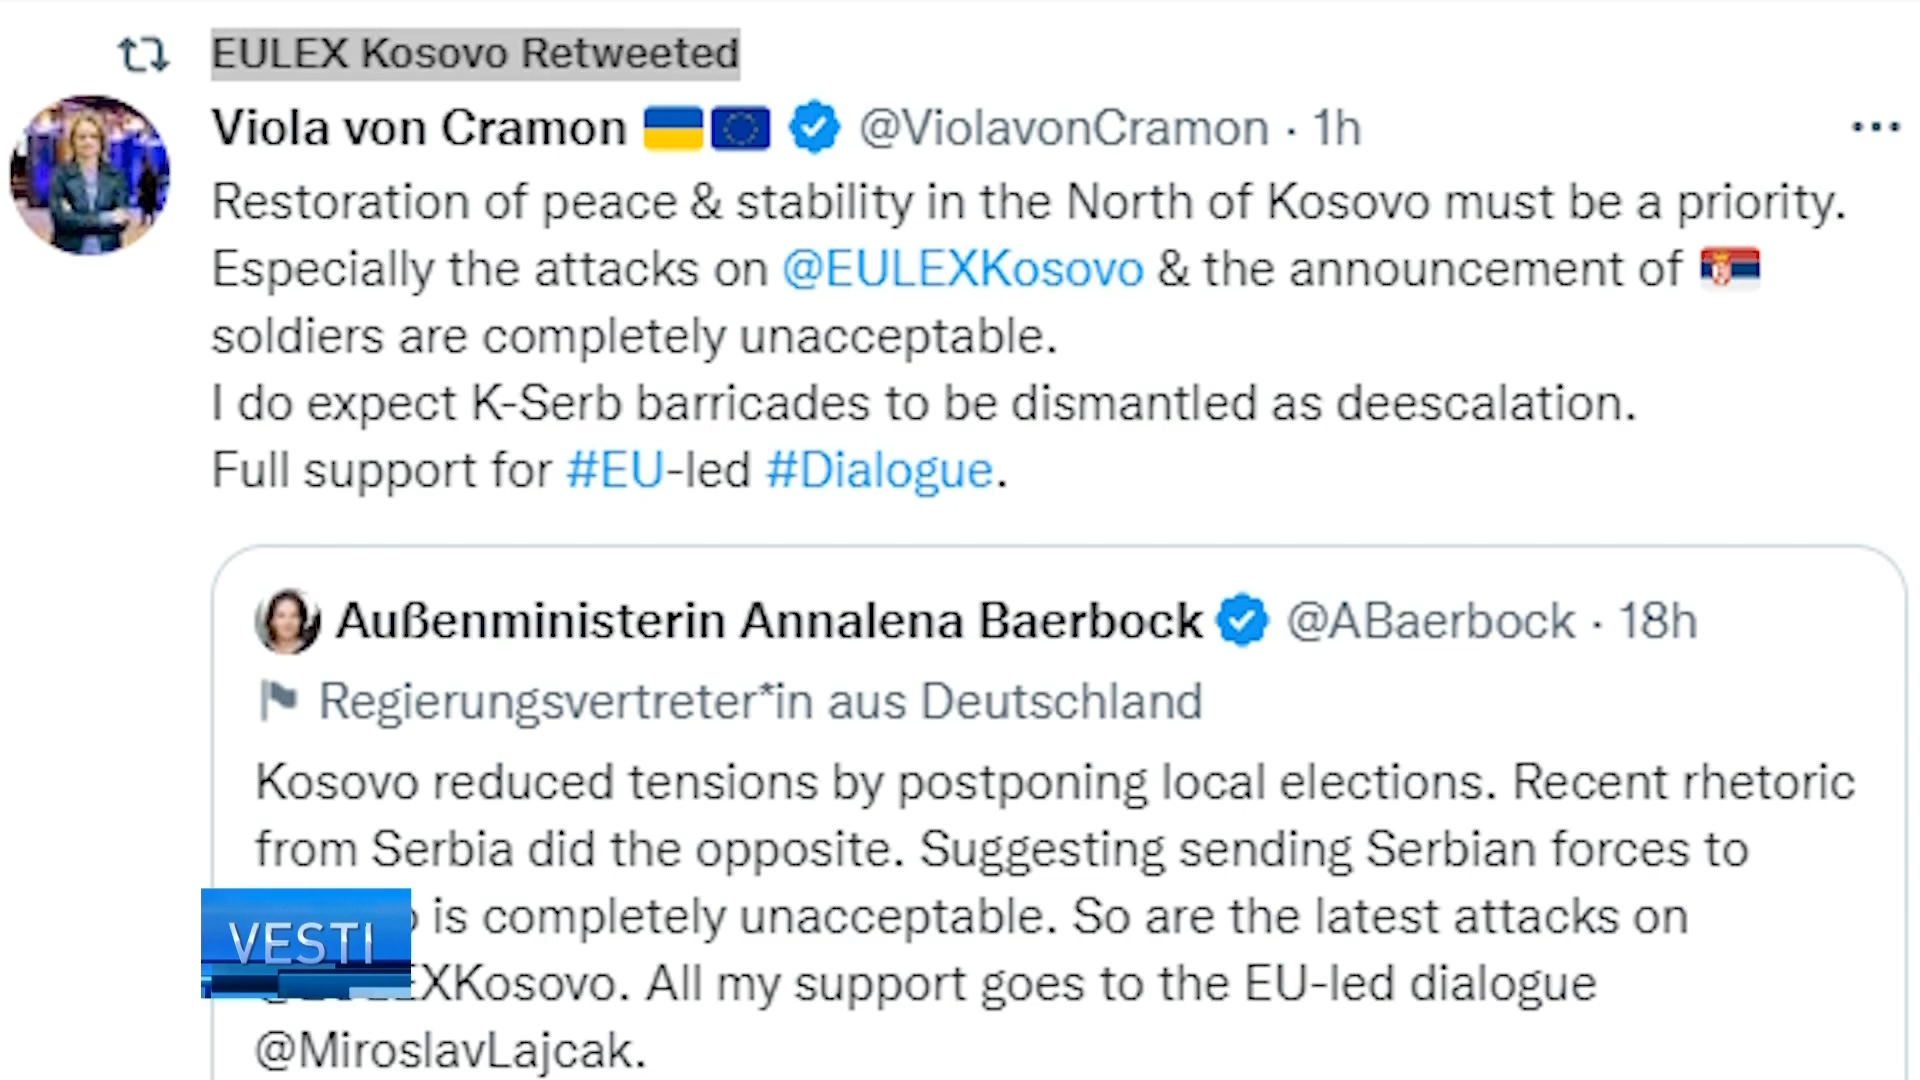 EULEX Kosovo Retweeted
Viola von Cramon @ViolavonCramon · 1h
Restoration of peace & stability in the North of Kosovo must be a priority.
Especially the attacks on @EULEXKosovo & the announcement of
soldiers are completely unacceptable.
I do expect K-Serb barricades to be dismantled as deescalation.
Full support for #EU-led #Dialogue.
Außenministerin Annalena Baerbock @ABaerbock · 18h
Regierungsvertreter*in aus Deutschland
Kosovo reduced tensions by postponing local elections. Recent rhetoric
from Serbia did the opposite. Suggesting sending Serbian forces to
is completely unacceptable. So are the latest attacks on
VESTI
XKosovo. All my support goes to the EU-led dialogue
@MiroslavLajcak.